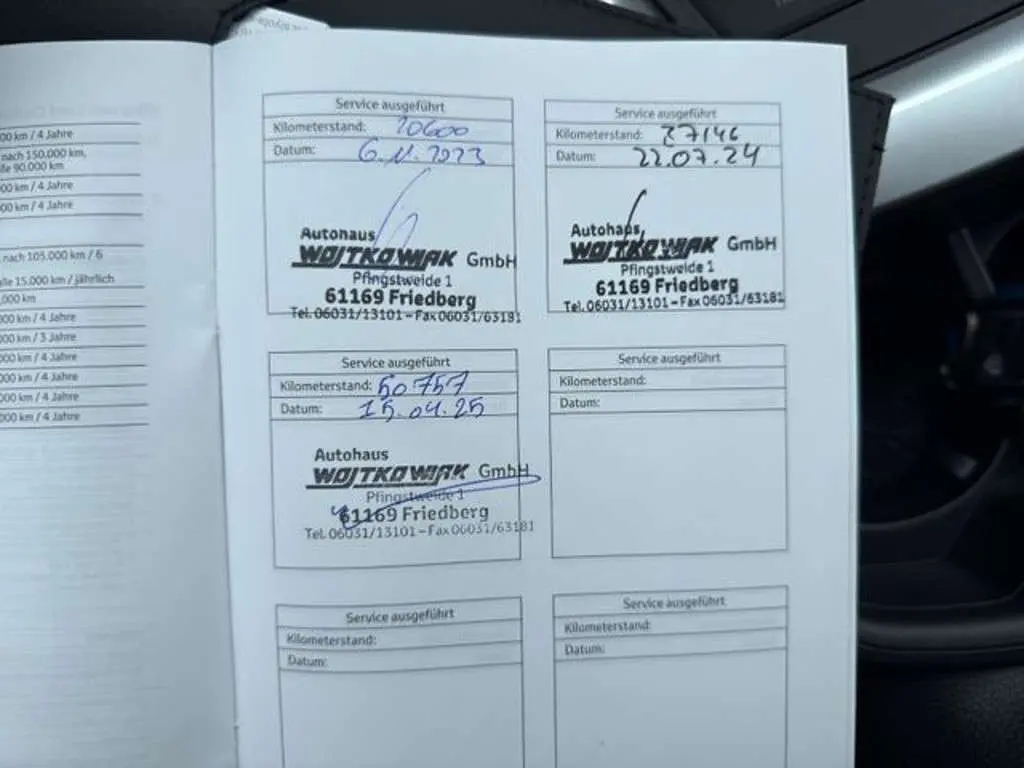 00 km / 4 Jahre
nach 150.000 km,
lle 90.000 km
00 km / 4 Jahre
00 km / 4 Jahre
nach 105.000 km / 6
lle 15.000 km / jährlich
.000 km
000 km / 4 Jahre
000 km / 3 Jahre
000 km / 4 Jahre
000 km / 4 Jahre
000 km / 4 Jahre
000 km / 4 Jahre
Service ausgeführt
Kilometerstand: 20600
Datum: 6.11.2023
Autohaus
WOJTKOWIAK GmbH
Pfingstweide 1
61169 Friedberg
Tel. 06031/13101 – Fax 06031/63181
Service ausgeführt
Kilometerstand: 37146
Datum: 22.07.24
Autohaus
WOJTKOWIAK GmbH
Pfingstweide 1
61169 Friedberg
Tel. 06031/13101 – Fax 06031/63181
Service ausgeführt
Kilometerstand: 50757
Datum: 15.04.25
Autohaus
WOJTKOWIAK GmbH
Pfingstweide 1
61169 Friedberg
Tel. 06031/13101 – Fax 06031/63181
Service ausgeführt
Kilometerstand:
Datum:
Service ausgeführt
Kilometerstand:
Datum:
Service ausgeführt
Kilometerstand:
Datum: